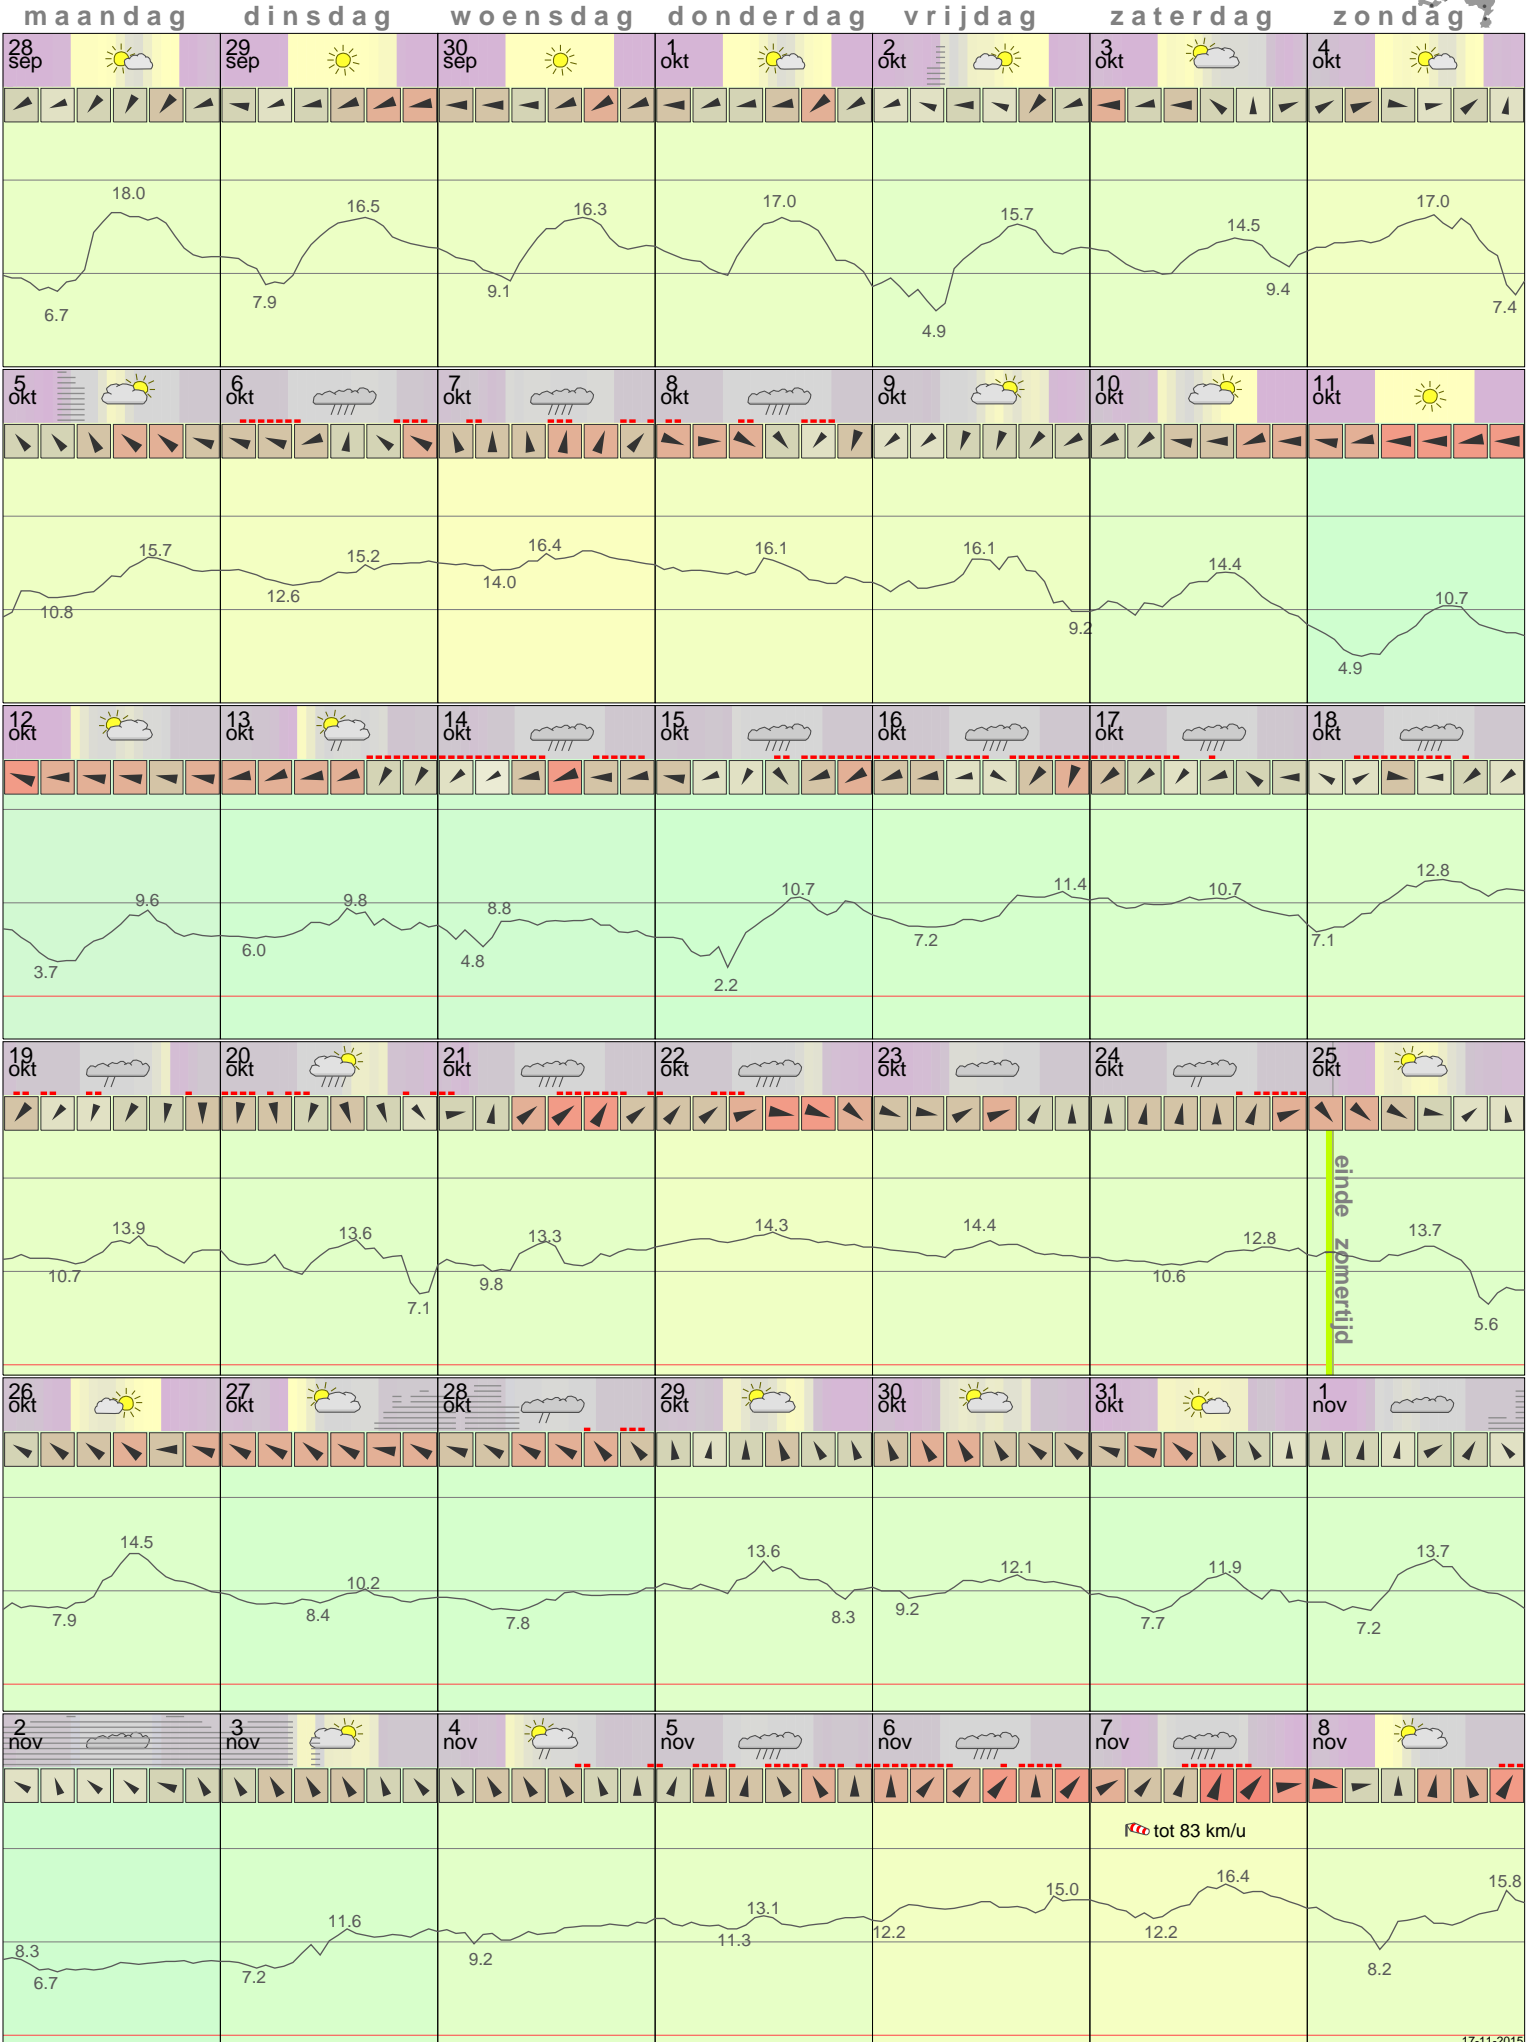 maandag dinsdag woensdag donderdag vrijdag zaterdag zondag
28 sep 29 sep 30 sep 1 okt 2 okt 3 okt 4 okt
18.0 16.5 16.3 17.0 15.7 14.5 17.0
6.7 7.9 9.1 4.9 9.4 7.4
5 okt 6 okt 7 okt 8 okt 9 okt 10 okt 11 okt
15.7 15.2 16.4 16.1 16.1 14.4 10.7
10.8 12.6 14.0 9.2 4.9
12 okt 13 okt 14 okt 15 okt 16 okt 17 okt 18 okt
9.6 9.8 8.8 10.7 11.4 10.7 12.8
3.7 6.0 4.8 2.2 7.2 7.1
19 okt 20 okt 21 okt 22 okt 23 okt 24 okt 25 okt
einde zomertijd
13.9 13.6 13.3 14.3 14.4 12.8 13.7
10.7 7.1 9.8 10.6 5.6
26 okt 27 okt 28 okt 29 okt 30 okt 31 okt 1 nov
14.5 10.2 13.6 12.1 11.9 13.7
7.9 8.4 7.8 8.3 9.2 7.7 7.2
2 nov 3 nov 4 nov 5 nov 6 nov 7 nov 8 nov
tot 83 km/u
8.3 11.6 13.1 15.0 16.4 15.8
6.7 7.2 9.2 11.3 12.2 12.2 8.2
17-11-2015